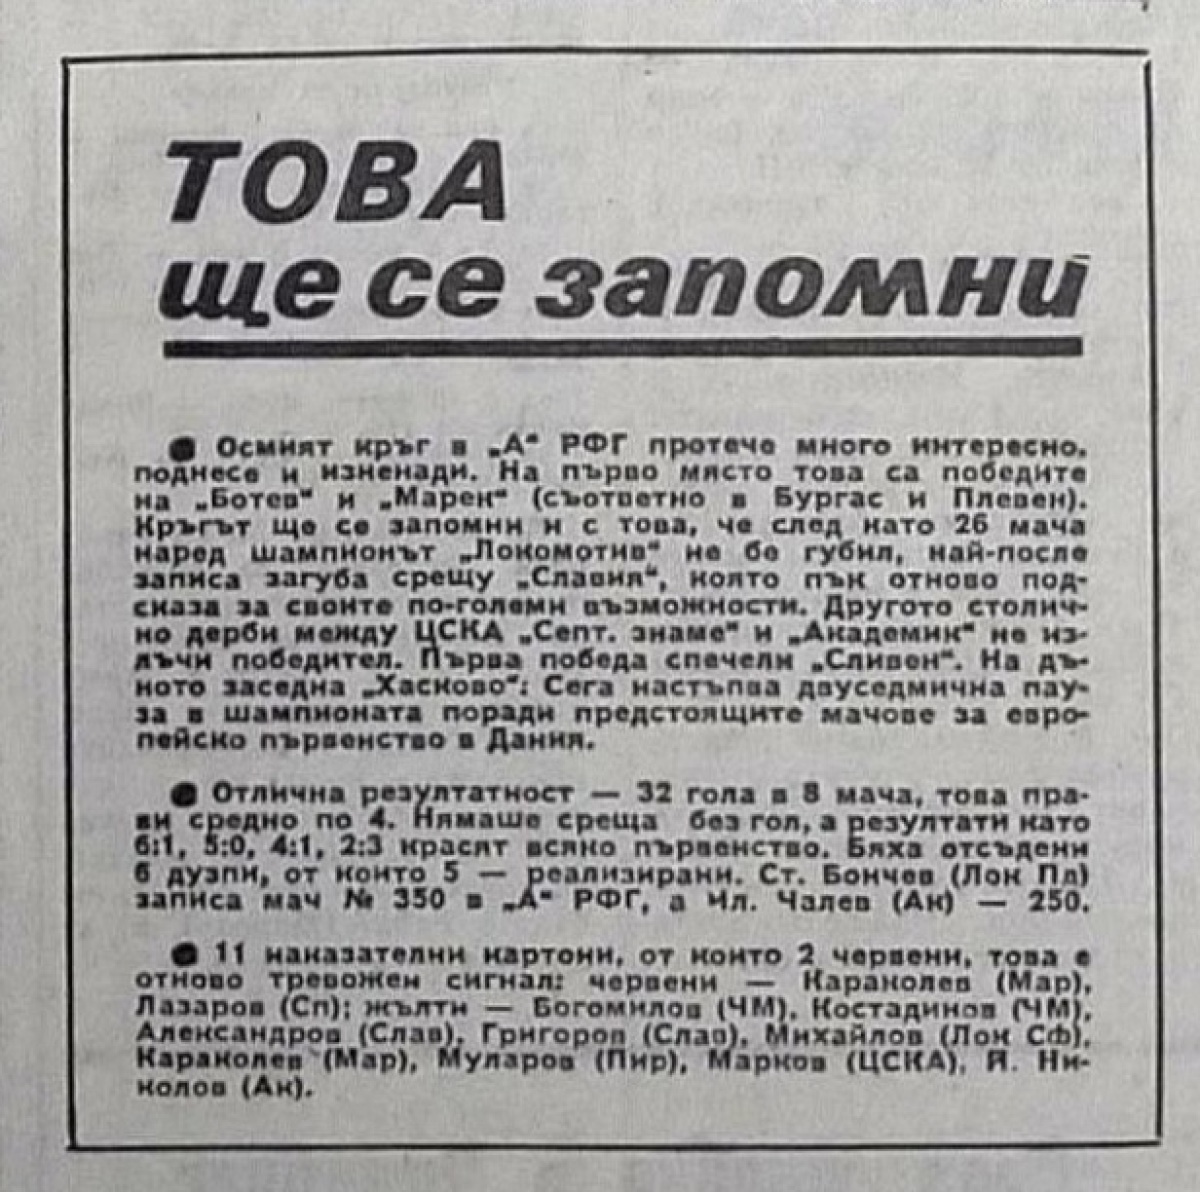 ТОВА
ще се запомни
● Осмият кръг в „А“ РФГ протече много интересно,
поднесе и изненади. На първо място това са победите
на „Ботев“ и „Марек“ (съответно в Бургас и Плевен).
Кръгът ще се запомни и с това, че след като 26 мача
наред шампионът „Локомотив“ не бе губил, най-после
записа загуба срещу „Славия“, която пък отново под-
сказа за своите по-големи възможности. Другото столич-
но дерби между ЦСКА „Септ. знаме“ и „Академик“ не из-
лъчи победител. Първа победа спечели „Сливен“. На дъ-
ното заседна „Хасково“: Сега настъпва двуседмична пау-
за в шампионата поради предстоящите мачове за евро-
пейско първенство в Дания.
● Отлична резултатност — 32 гола в 8 мача, това пра-
ви средно по 4. Нямаше среща без гол, а резултати като
6:1, 5:0, 4:1, 2:3 красят всяко първенство. Бяха отсъдени
6 дузпи, от които 5 — реализирани. Ст. Бончев (Лок Пд)
записа мач № 350 в „А“ РФГ, а Ил. Чалев (Ак) — 250.
● 11 наказателни картони, от които 2 червени, това е
отново тревожен сигнал: червени — Караколев (Мар),
Лазаров (Сп); жълти — Богомилов (ЧМ), Костадинов (ЧМ),
Александров (Слав), Григоров (Слав), Михайлов (Лок Сф),
Караколев (Мар), Муларов (Пир), Марков (ЦСКА), Я. Ни-
колов (Ак).